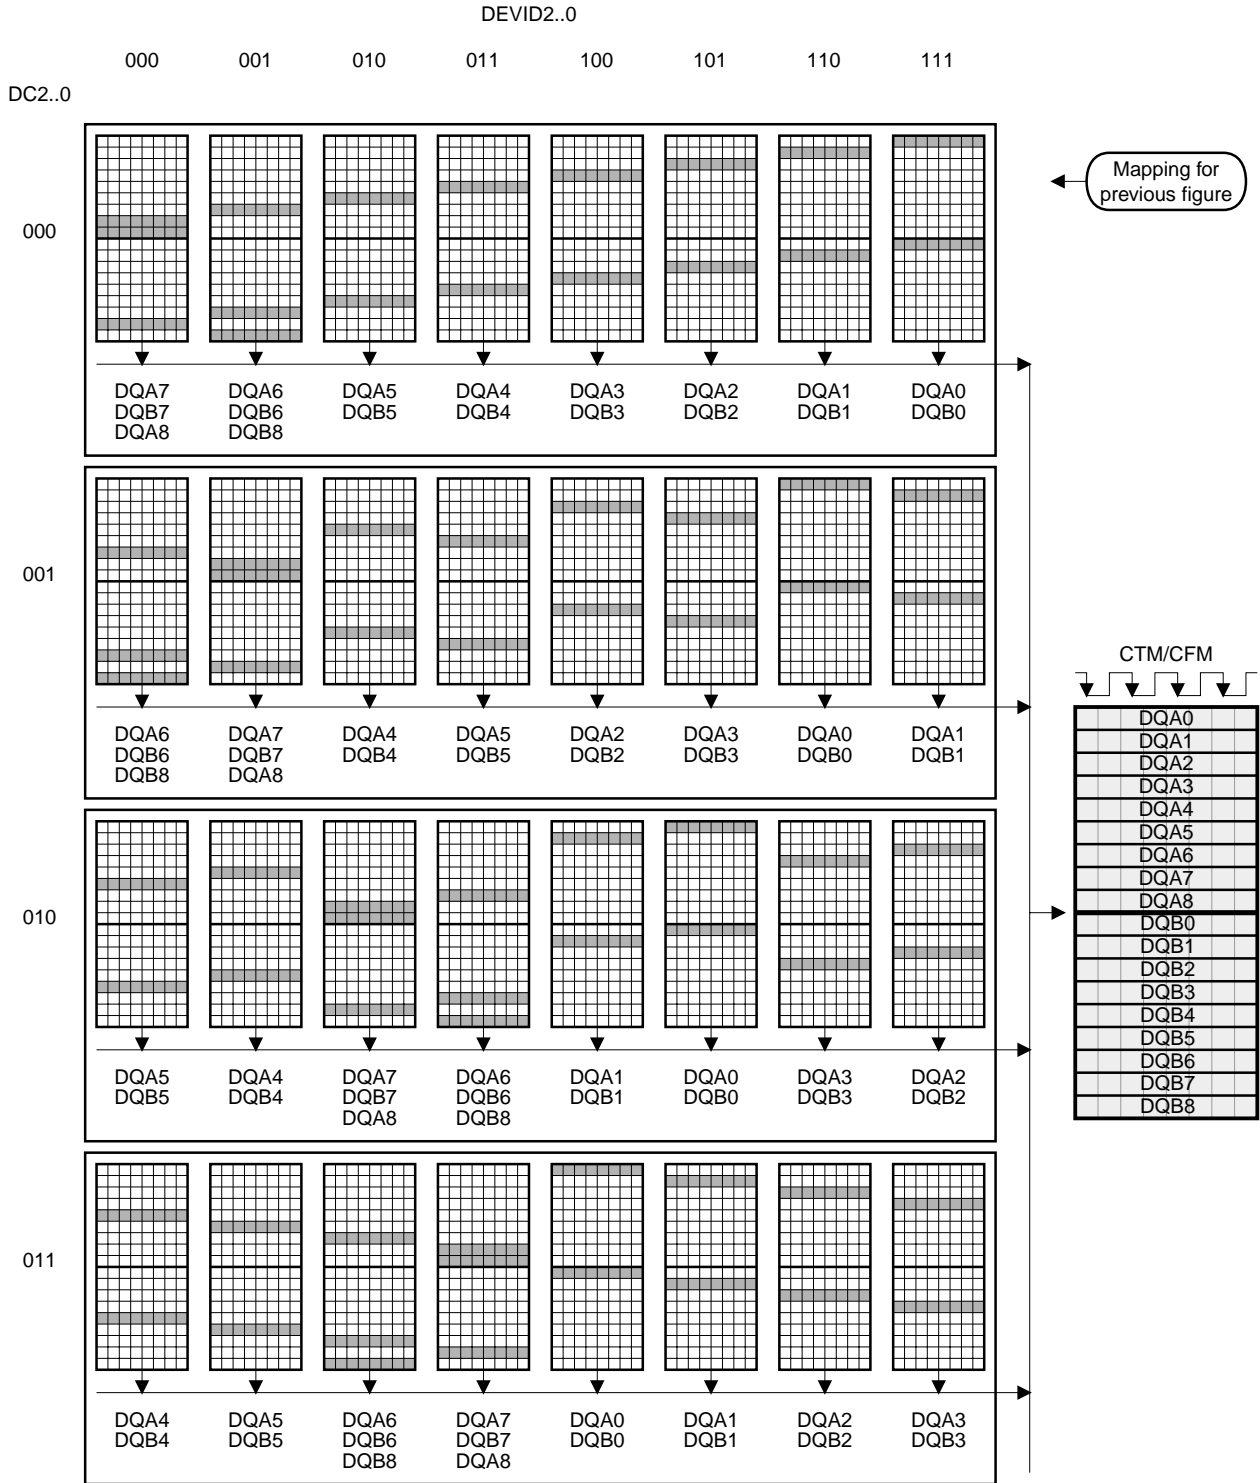 DEVID2..0
000 001 010 011 100 101 110 111
DC2..0
Mapping for
previous figure
000
DQA7 DQA6 DQA5 DQA4 DQA3 DQA2 DQA1 DQA0
DQB7 DQB6 DQB5 DQB4 DQB3 DQB2 DQB1 DQB0
DQA8 DQB8
001
DQA6 DQA7 DQA4 DQA5 DQA2 DQA3 DQA0 DQA1
DQB6 DQB7 DQB4 DQB5 DQB2 DQB3 DQB0 DQB1
DQB8 DQA8
010
DQA5 DQA4 DQA7 DQA6 DQA1 DQA0 DQA3 DQA2
DQB5 DQB4 DQB7 DQB6 DQB1 DQB0 DQB3 DQB2
DQA8 DQB8
011
DQA4 DQA5 DQA6 DQA7 DQA0 DQA1 DQA2 DQA3
DQB4 DQB5 DQB6 DQB7 DQB0 DQB1 DQB2 DQB3
DQB8 DQA8
CTM/CFM
DQA0
DQA1
DQA2
DQA3
DQA4
DQA5
DQA6
DQA7
DQA8
DQB0
DQB1
DQB2
DQB3
DQB4
DQB5
DQB6
DQB7
DQB8